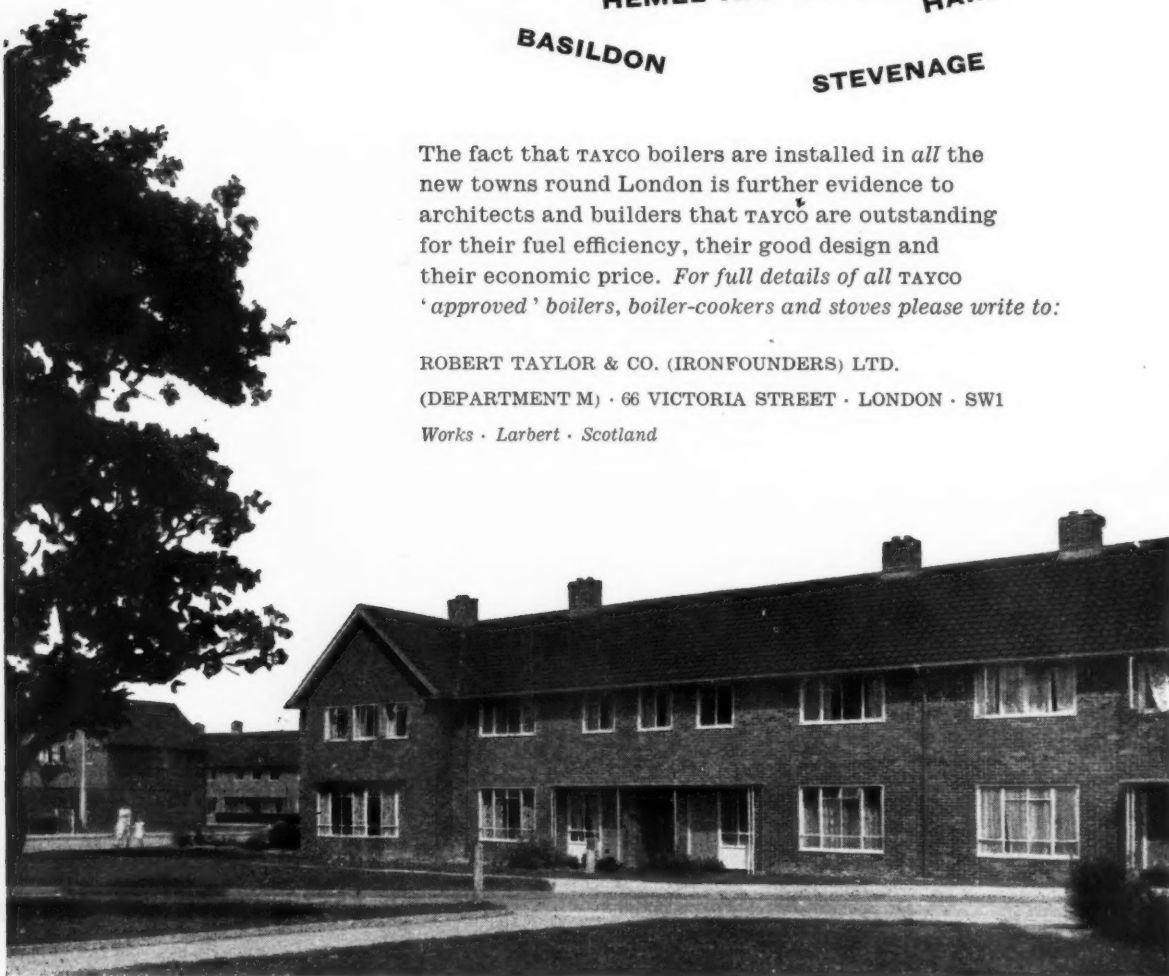 HEMEL
BASILDON
STEVENAGE
The fact that TAYCO boilers are installed in all the
new towns round London is further evidence to
architects and builders that TAYCO are outstanding
for their fuel efficiency, their good design and
their economic price. For full details of all TAYCO
‘approved’ boilers, boiler-cookers and stoves please write to:
ROBERT TAYLOR & CO. (IRONFOUNDERS) LTD.
(DEPARTMENT M) · 66 VICTORIA STREET · LONDON · SW1
Works · Larbert · Scotland